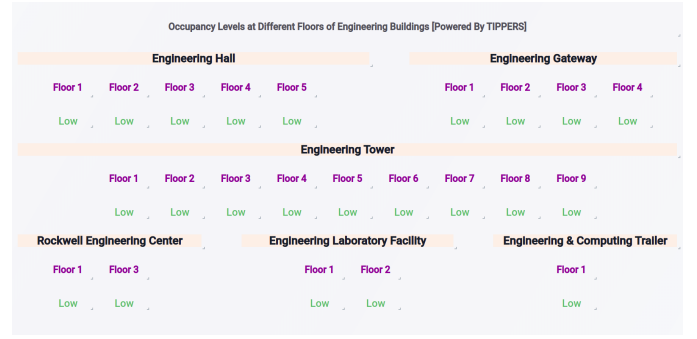 Occupancy Levels at Different Floors of Engineering Buildings [Powered By TIPPERS]
Engineering Hall
Floor 1 Floor 2 Floor 3 Floor 4 Floor 5
Low Low Low Low Low
Engineering Gateway
Floor 1 Floor 2 Floor 3 Floor 4
Low Low Low Low
Engineering Tower
Floor 1 Floor 2 Floor 3 Floor 4 Floor 5 Floor 6 Floor 7 Floor 8 Floor 9
Low Low Low Low Low Low Low Low Low
Rockwell Engineering Center
Floor 1 Floor 3
Low Low
Engineering Laboratory Facility
Floor 1 Floor 2
Low Low
Engineering & Computing Trailer
Floor 1
Low